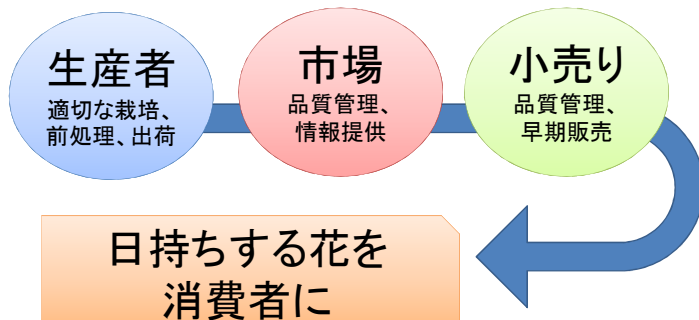 生産者
適切な栽培、
前処理、出荷
市場
品質管理、
情報提供
小売り
品質管理、
早期販売
日持ちする花を
消費者に